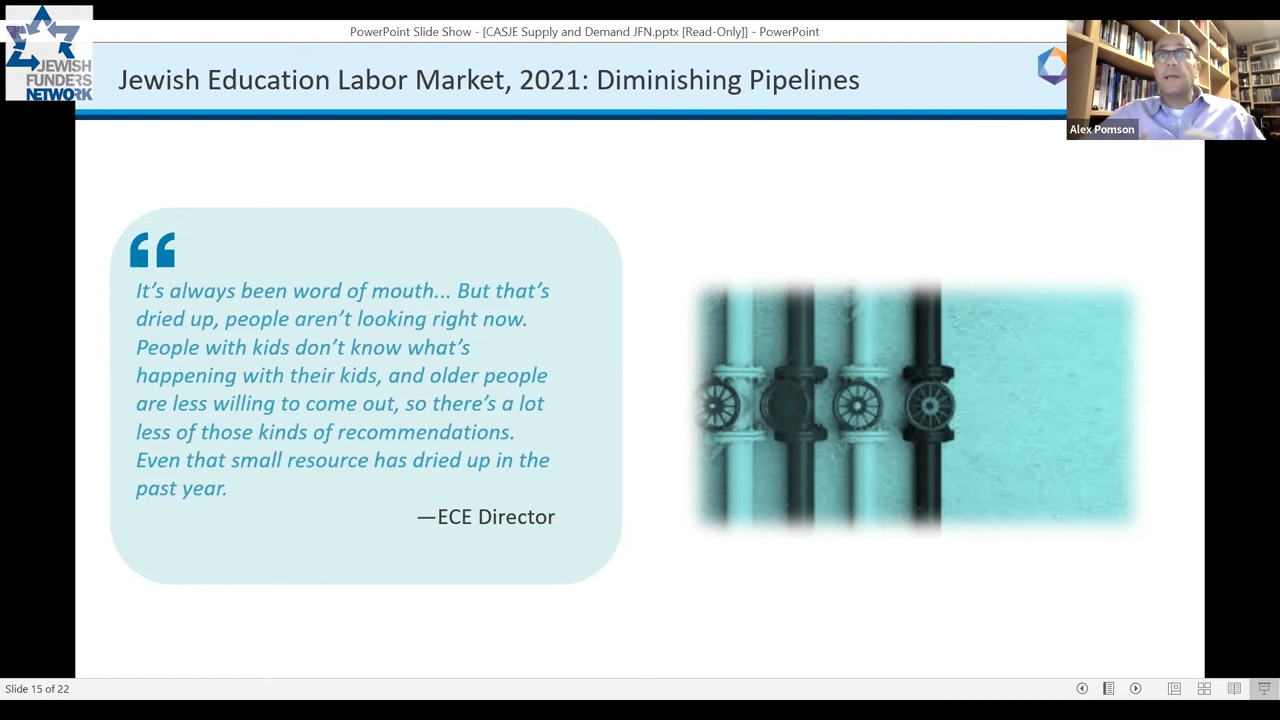 PowerPoint Slide Show - [CASJE Supply and Demand JFN.pptx [Read-Only]] - PowerPoint
JEWISH
FUNDERS
NETWORK
Jewish Education Labor Market, 2021: Diminishing Pipelines
Alex Pomson
It's always been word of mouth... But that's
dried up, people aren't looking right now.
People with kids don't know what's
happening with their kids, and older people
are less willing to come out, so there's a lot
less of those kinds of recommendations.
Even that small resource has dried up in the
past year.
—ECE Director
Slide 15 of 22